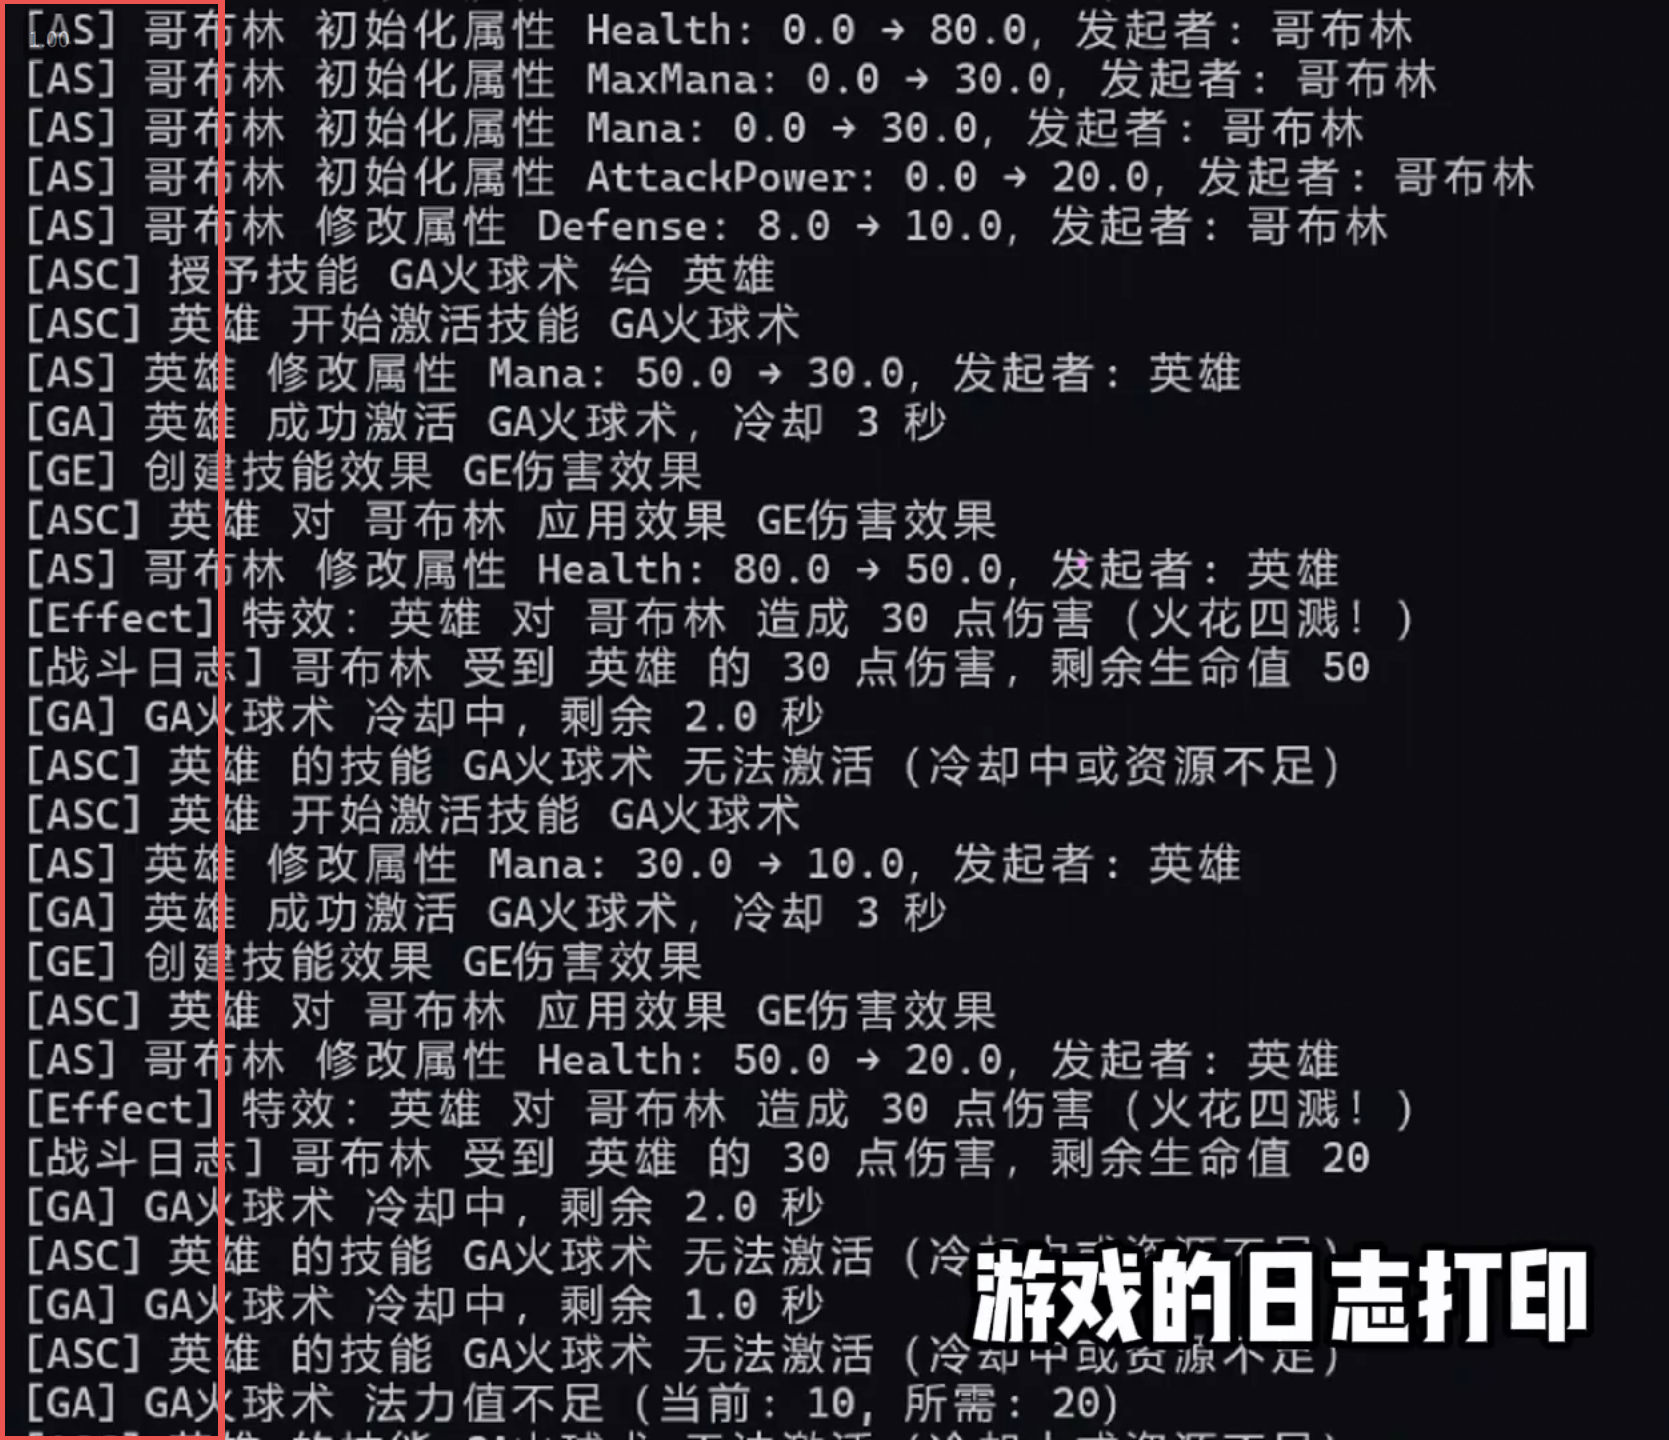 1.00
[AS] 哥布林 初始化属性 Health: 0.0 → 80.0, 发起者: 哥布林
[AS] 哥布林 初始化属性 MaxMana: 0.0 → 30.0, 发起者: 哥布林
[AS] 哥布林 初始化属性 Mana: 0.0 → 30.0, 发起者: 哥布林
[AS] 哥布林 初始化属性 AttackPower: 0.0 → 20.0, 发起者: 哥布林
[AS] 哥布林 修改属性 Defense: 8.0 → 10.0, 发起者: 哥布林
[ASC] 授予技能 GA火球术 给 英雄
[ASC] 英雄 开始激活技能 GA火球术
[AS] 英雄 修改属性 Mana: 50.0 → 30.0, 发起者: 英雄
[GA] 英雄 成功激活 GA火球术, 冷却 3 秒
[GE] 创建技能效果 GE伤害效果
[ASC] 英雄 对 哥布林 应用效果 GE伤害效果
[AS] 哥布林 修改属性 Health: 80.0 → 50.0, 发起者: 英雄
[Effect] 特效: 英雄 对 哥布林 造成 30 点伤害 (火花四溅! )
[战斗日志] 哥布林 受到 英雄 的 30 点伤害, 剩余生命值 50
[GA] GA火球术 冷却中, 剩余 2.0 秒
[ASC] 英雄 的技能 GA火球术 无法激活 (冷却中或资源不足)
[ASC] 英雄 开始激活技能 GA火球术
[AS] 英雄 修改属性 Mana: 30.0 → 10.0, 发起者: 英雄
[GA] 英雄 成功激活 GA火球术, 冷却 3 秒
[GE] 创建技能效果 GE伤害效果
[ASC] 英雄 对 哥布林 应用效果 GE伤害效果
[AS] 哥布林 修改属性 Health: 50.0 → 20.0, 发起者: 英雄
[Effect] 特效: 英雄 对 哥布林 造成 30 点伤害 (火花四溅! )
[战斗日志] 哥布林 受到 英雄 的 30 点伤害, 剩余生命值 20
[GA] GA火球术 冷却中, 剩余 2.0 秒
[ASC] 英雄 的技能 GA火球术 无法激活 (冷却中或资源不足)
[GA] GA火球术 冷却中, 剩余 1.0 秒
游戏的日志打印
[ASC] 英雄 的技能 GA火球术 无法激活 (冷却中或资源不足)
[GA] GA火球术 法力值不足 (当前: 10, 所需: 20)